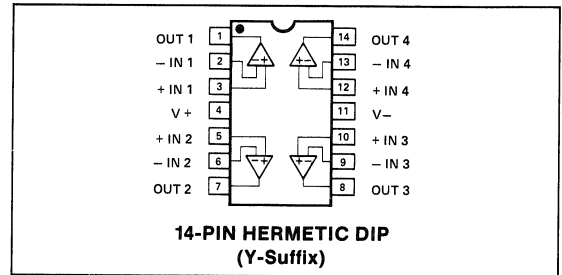 OUT 1 1 14 OUT 4
– IN 1 2 – + + – 13 – IN 4
+ IN 1 3 12 + IN 4
V + 4 11 V–
+ IN 2 5 10 + IN 3
– IN 2 6 – + – + 9 – IN 3
OUT 2 7 8 OUT 3
14-PIN HERMETIC DIP
(Y-Suffix)